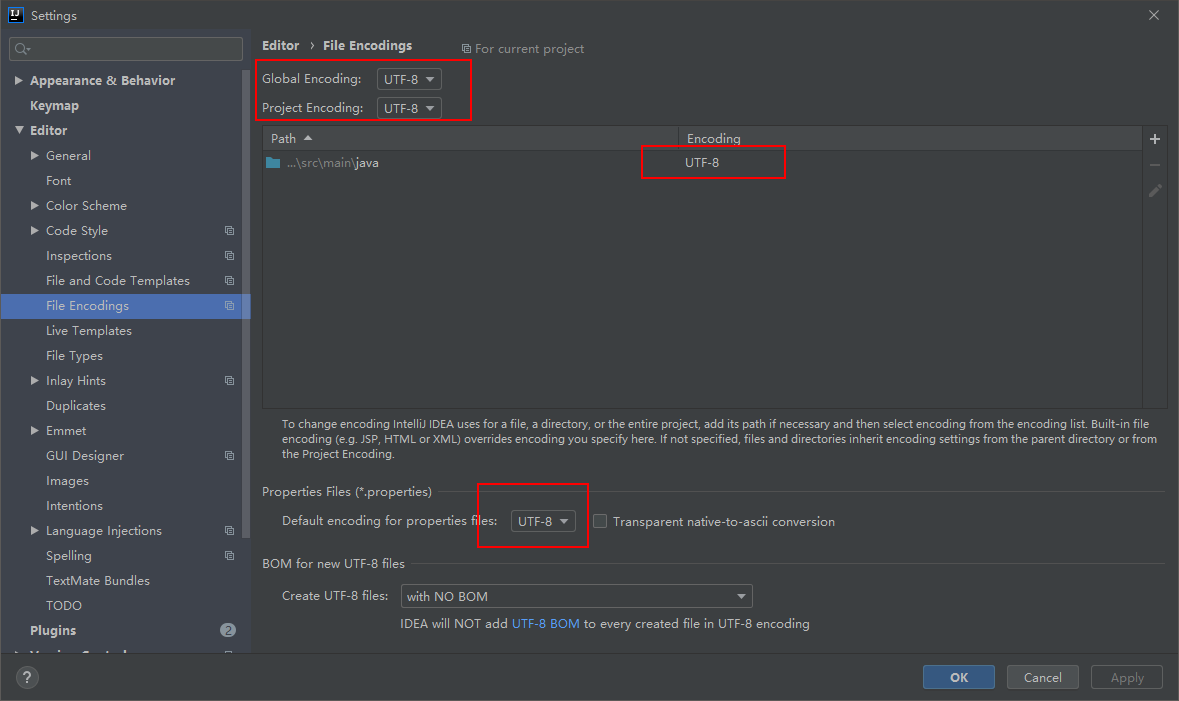 Settings
Editor › File Encodings
For current project
Appearance & Behavior
Keymap
Editor
General
Font
Color Scheme
Code Style
Inspections
File and Code Templates
File Encodings
Live Templates
File Types
Inlay Hints
Duplicates
Emmet
GUI Designer
Images
Intentions
Language Injections
Spelling
TextMate Bundles
TODO
Plugins 2
Global Encoding: UTF-8
Project Encoding: UTF-8
Path Encoding
...\src\main\java UTF-8
To change encoding IntelliJ IDEA uses for a file, a directory, or the entire project, add its path if necessary and then select encoding from the encoding list. Built-in file
encoding (e.g. JSP, HTML or XML) overrides encoding you specify here. If not specified, files and directories inherit encoding settings from the parent directory or from
the Project Encoding.
Properties Files (*.properties)
Default encoding for properties files: UTF-8 Transparent native-to-ascii conversion
BOM for new UTF-8 files
Create UTF-8 files: with NO BOM
IDEA will NOT add UTF-8 BOM to every created file in UTF-8 encoding
?
OK Cancel Apply